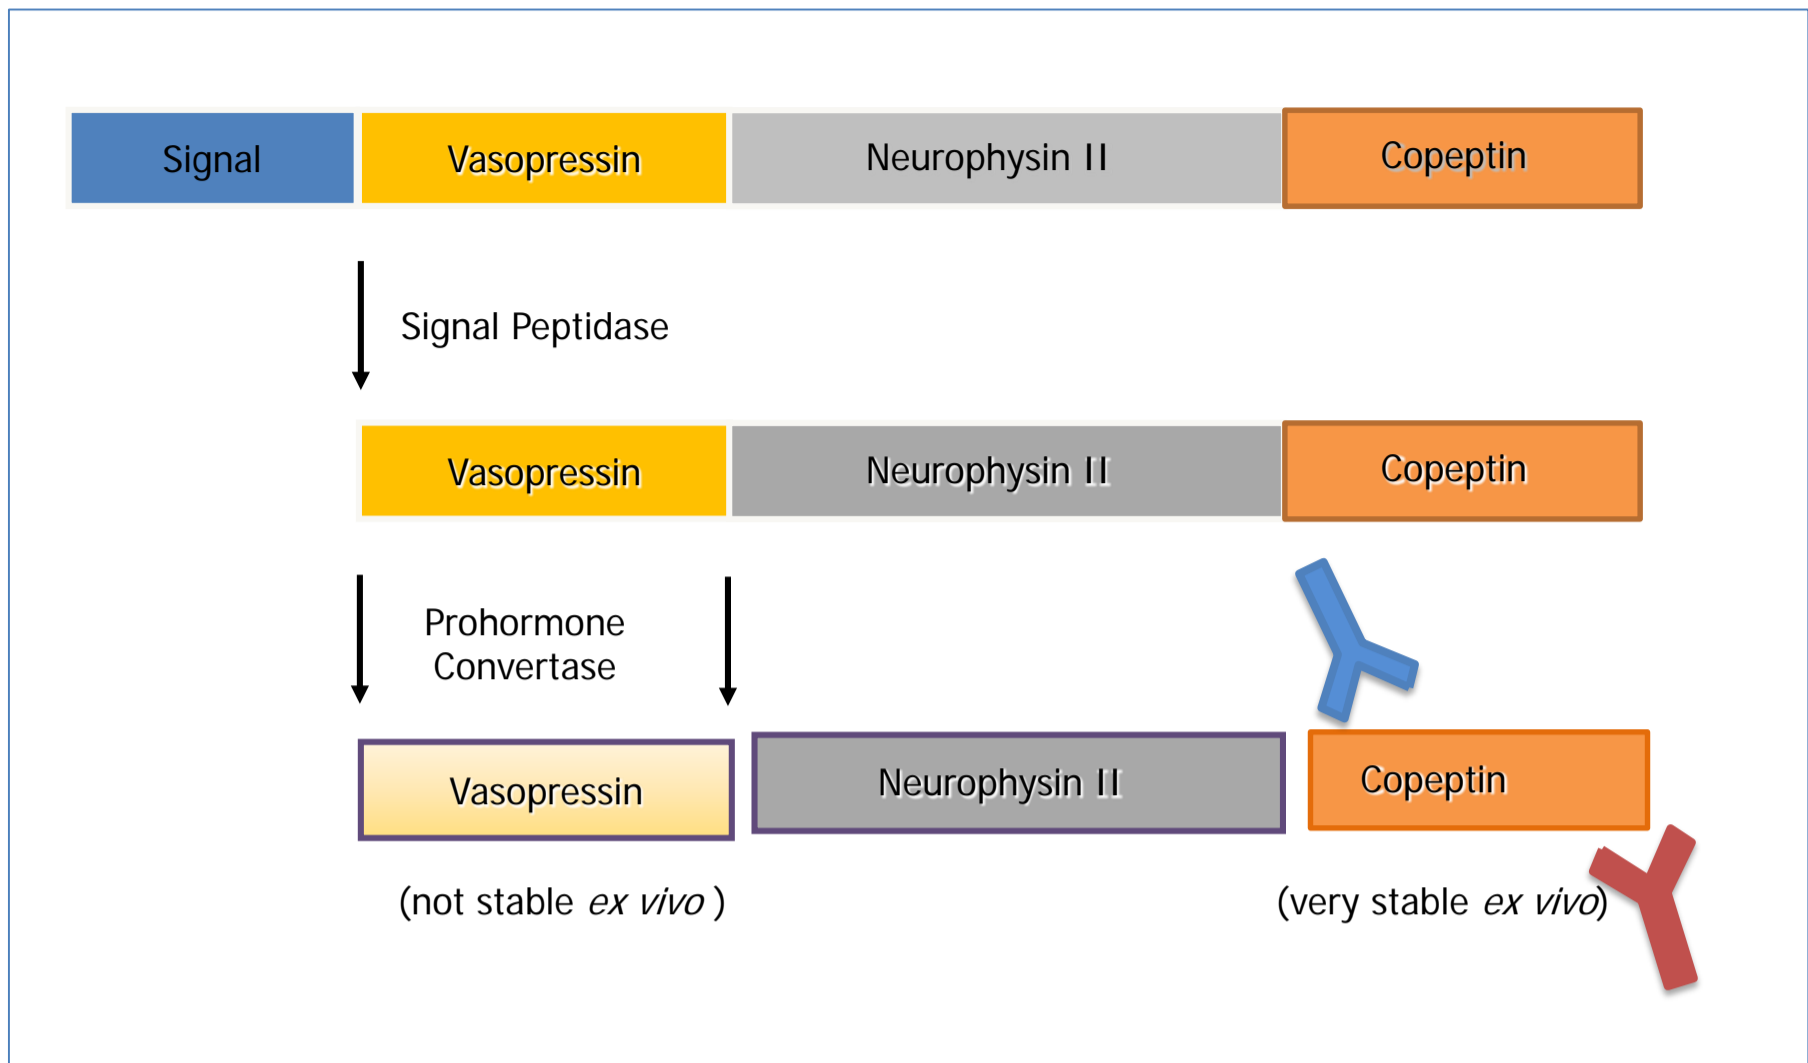 Signal
Vasopressin
Neurophysin II
Copeptin
Signal Peptidase
Vasopressin
Neurophysin II
Copeptin
Prohormone
Convertase
Vasopressin
Neurophysin II
Copeptin
(not stable ex vivo )
(very stable ex vivo)